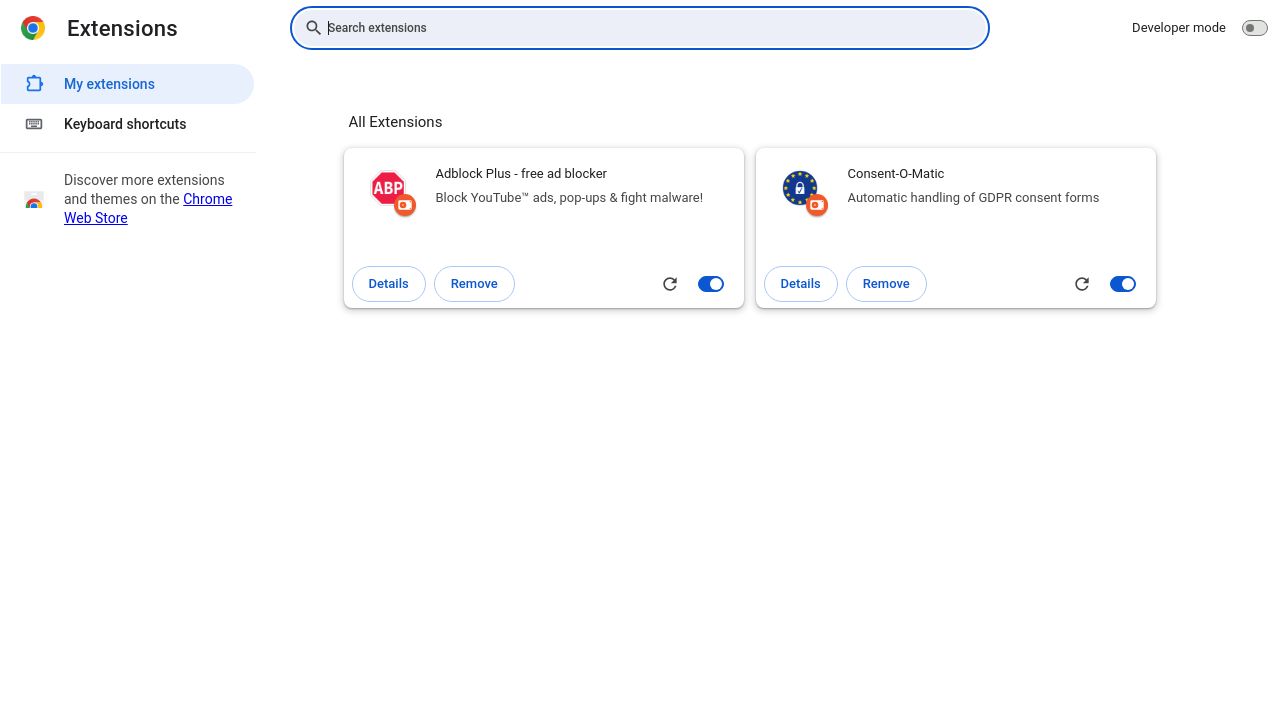 Extensions
Search extensions
Developer mode
My extensions
Keyboard shortcuts
Discover more extensions
and themes on the Chrome
Web Store
All Extensions
ABP
Adblock Plus - free ad blocker
Block YouTube™ ads, pop-ups & fight malware!
Details
Remove
Consent-O-Matic
Automatic handling of GDPR consent forms
Details
Remove